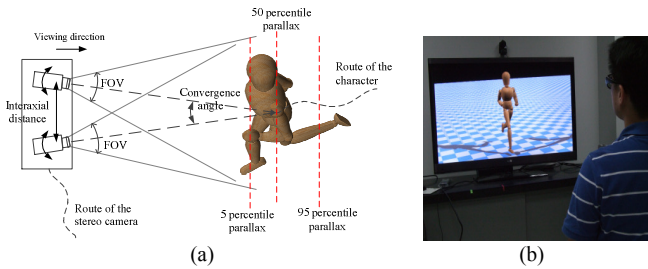 50 percentile
parallax
Viewing direction
FOV
Route of the
character
Convergence
angle
Interaxial
distance
FOV
Route of the
stereo camera
5 percentile
parallax
95 percentile
parallax
(a)
(b)